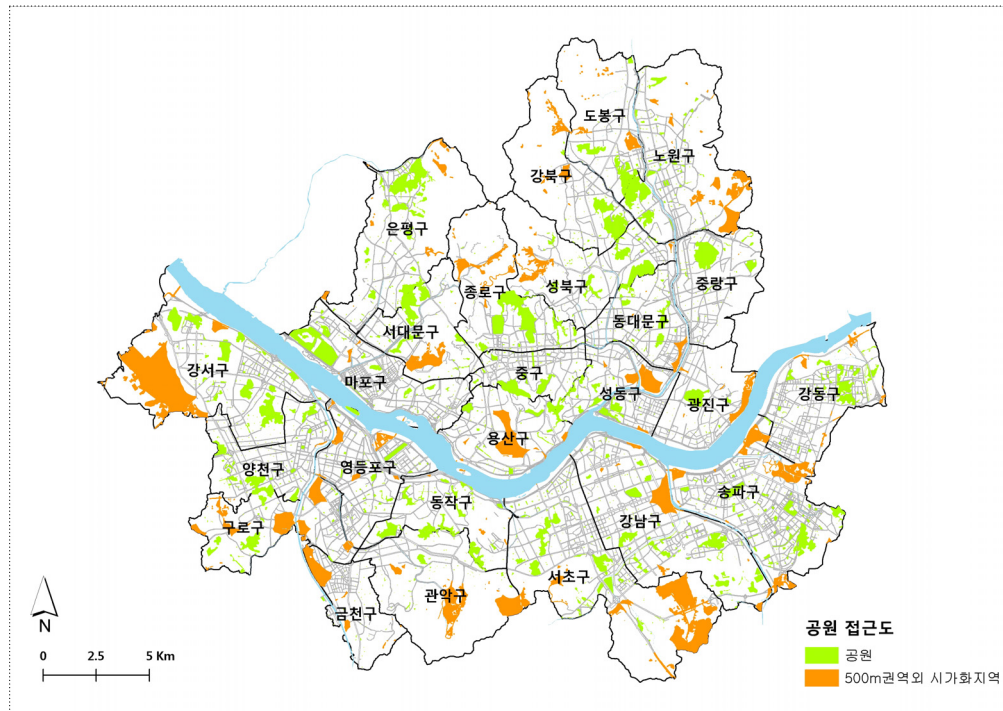 도봉구
노원구
강북구
은평구
종로구
성북구
중랑구
서대문구
동대문구
강서구
마포구
중구
성동구
광진구
강동구
용산구
양천구
영등포구
동작구
송파구
강남구
구로구
서초구
관악구
금천구
N
0 2.5 5 Km
공원 접근도
공원
500m권역외 시가화지역